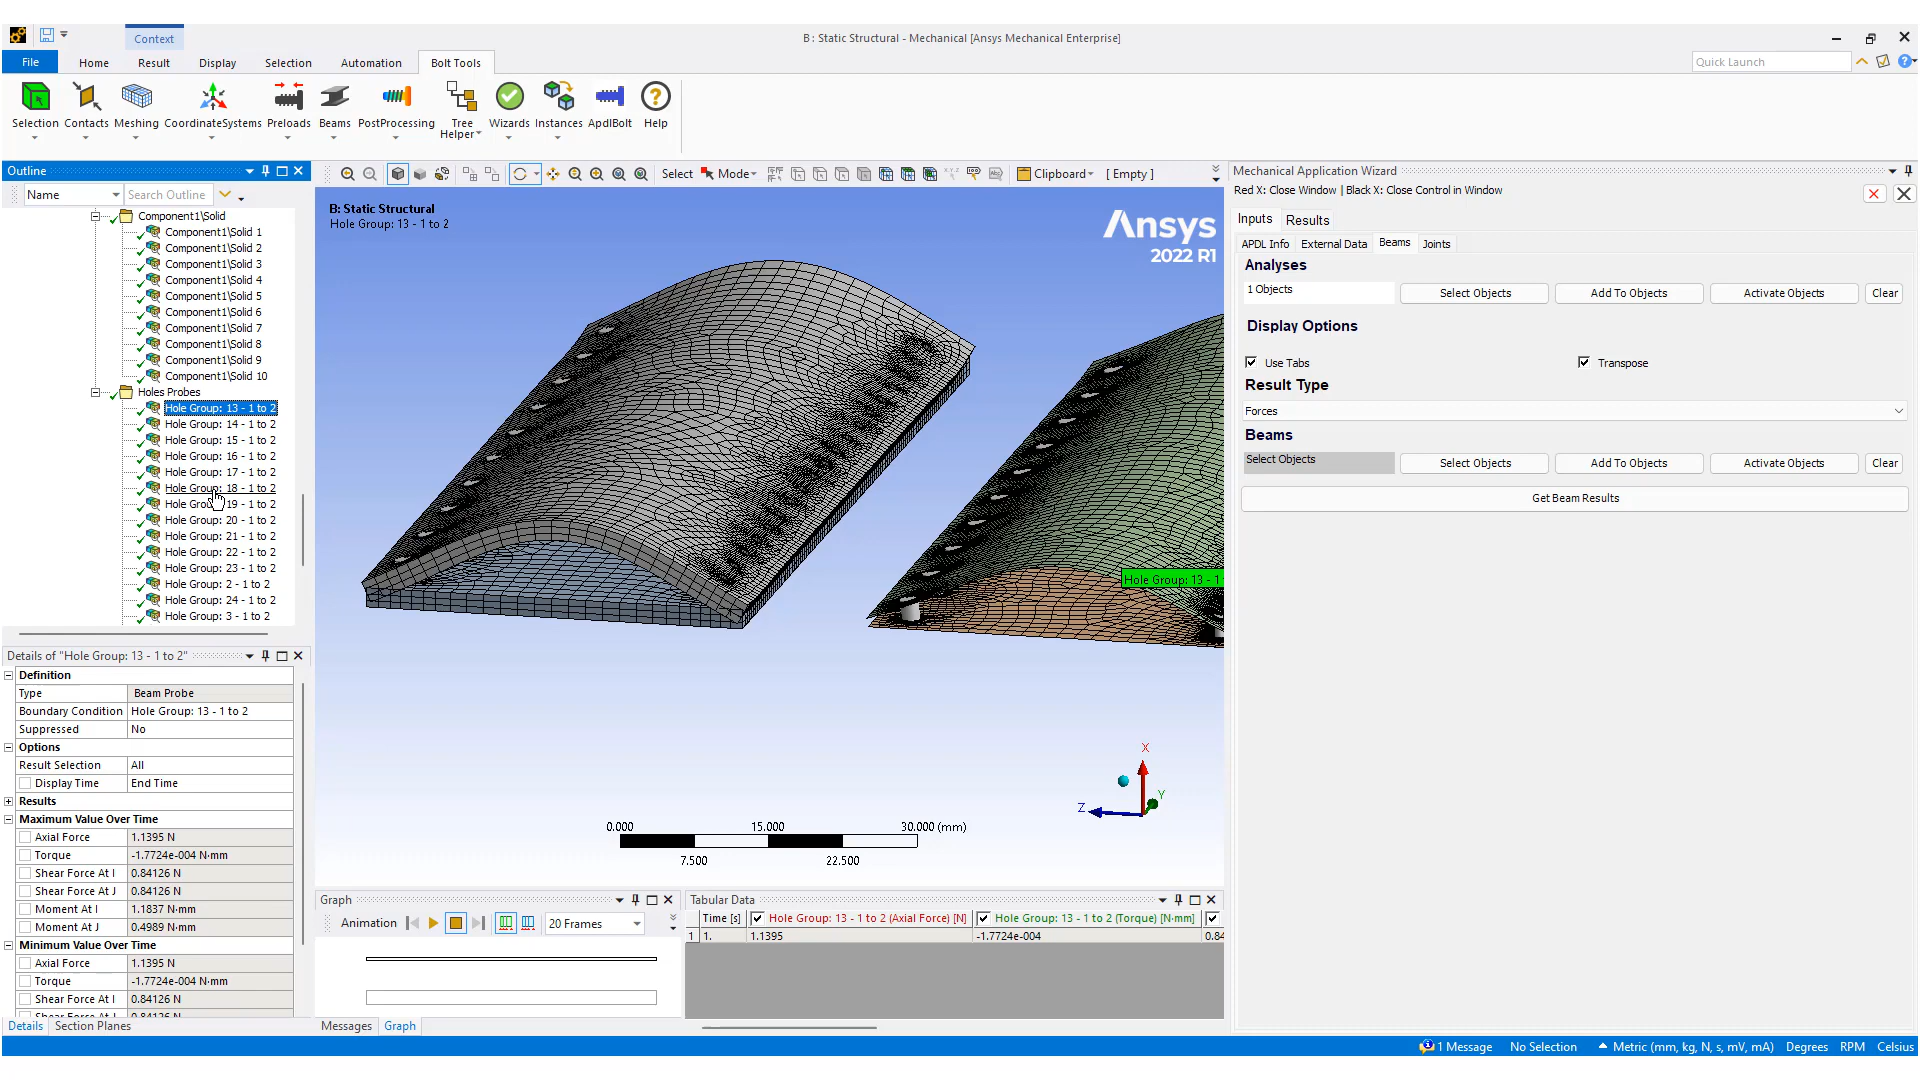 Context
B : Static Structural - Mechanical [Ansys Mechanical Enterprise]
File Home Result Display Selection Automation Bolt Tools
Quick Launch
Selection Contacts Meshing CoordinateSystems Preloads Beams PostProcessing Tree Helper Wizards Instances ApdlBolt Help
Outline
Name Search Outline
Component1\Solid
Component1\Solid 1
Component1\Solid 2
Component1\Solid 3
Component1\Solid 4
Component1\Solid 5
Component1\Solid 6
Component1\Solid 7
Component1\Solid 8
Component1\Solid 9
Component1\Solid 10
Holes Probes
Hole Group: 13 - 1 to 2
Hole Group: 14 - 1 to 2
Hole Group: 15 - 1 to 2
Hole Group: 16 - 1 to 2
Hole Group: 17 - 1 to 2
Hole Group: 18 - 1 to 2
Hole Group: 19 - 1 to 2
Hole Group: 20 - 1 to 2
Hole Group: 21 - 1 to 2
Hole Group: 22 - 1 to 2
Hole Group: 23 - 1 to 2
Hole Group: 2 - 1 to 2
Hole Group: 24 - 1 to 2
Hole Group: 3 - 1 to 2
Details of "Hole Group: 13 - 1 to 2"
Definition
Type Beam Probe
Boundary Condition Hole Group: 13 - 1 to 2
Suppressed No
Options
Result Selection All
Display Time End Time
Results
Maximum Value Over Time
Axial Force 1.1395 N
Torque -1.7724e-004 N·mm
Shear Force At I 0.84126 N
Shear Force At J 0.84126 N
Moment At I 1.1837 N·mm
Moment At J 0.4989 N·mm
Minimum Value Over Time
Axial Force 1.1395 N
Torque -1.7724e-004 N·mm
Shear Force At I 0.84126 N
Details Section Planes
Select Mode Clipboard [ Empty ]
B: Static Structural
Hole Group: 13 - 1 to 2
Ansys
2022 R1
Hole Group: 13 - 1
X
Y
Z
0.000 15.000 30.000 (mm)
7.500 22.500
Graph
Animation 20 Frames
Messages Graph
Tabular Data
Time [s] Hole Group: 13 - 1 to 2 (Axial Force) [N] Hole Group: 13 - 1 to 2 (Torque) [N·mm]
1 1. 1.1395 -1.7724e-004 0.84
Mechanical Application Wizard
Red X: Close Window | Black X: Close Control in Window
Inputs Results
APDL Info External Data Beams Joints
Analyses
1 Objects Select Objects Add To Objects Activate Objects Clear
Display Options
Use Tabs Transpose
Result Type
Forces
Beams
Select Objects Select Objects Add To Objects Activate Objects Clear
Get Beam Results
1 Message No Selection Metric (mm, kg, N, s, mV, mA) Degrees RPM Celsius